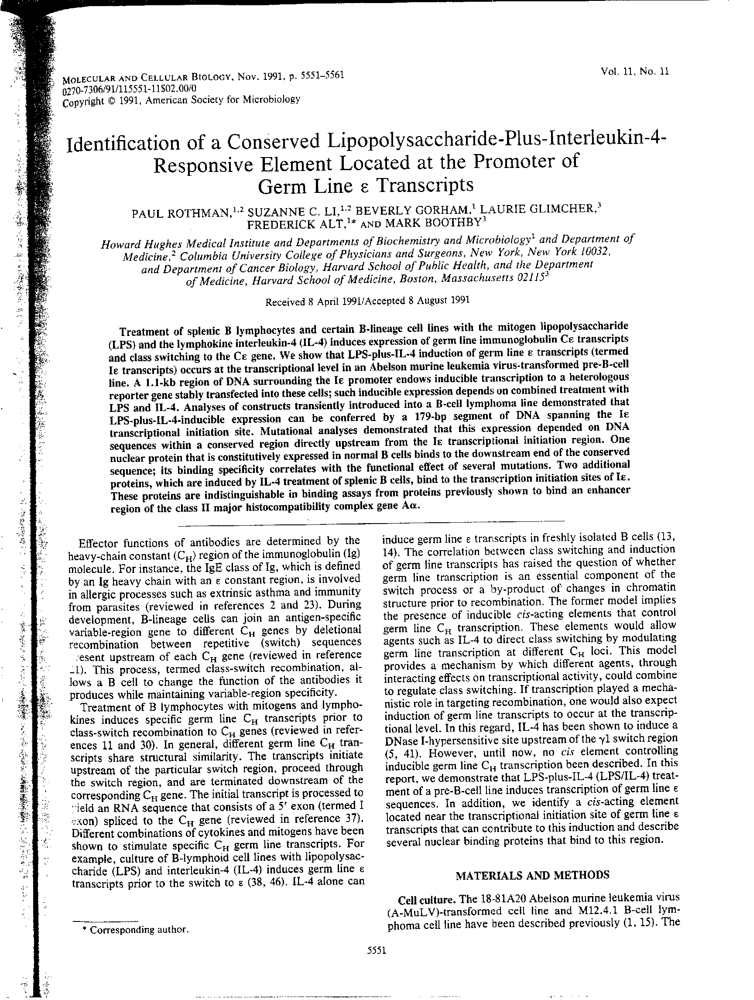 MOLECULAR AND CELLULAR BIOLOGY, Nov. 1991, p. 5551–5561
0270-7306/91/115551-11$02.00/0
Copyright © 1991, American Society for Microbiology
Vol. 11, No. 11
Identification of a Conserved Lipopolysaccharide-Plus-Interleukin-4-
Responsive Element Located at the Promoter of
Germ Line ε Transcripts
PAUL ROTHMAN,1,2 SUZANNE C. LI,1,2 BEVERLY GORHAM,1 LAURIE GLIMCHER,3
FREDERICK ALT,1* AND MARK BOOTHBY3
Howard Hughes Medical Institute and Departments of Biochemistry and Microbiology1 and Department of
Medicine,2 Columbia University College of Physicians and Surgeons, New York, New York 10032,
and Department of Cancer Biology, Harvard School of Public Health, and the Department
of Medicine, Harvard School of Medicine, Boston, Massachusetts 021153
Received 8 April 1991/Accepted 8 August 1991
Treatment of splenic B lymphocytes and certain B-lineage cell lines with the mitogen lipopolysaccharide
(LPS) and the lymphokine interleukin-4 (IL-4) induces expression of germ line immunoglobulin Cε transcripts
and class switching to the Cε gene. We show that LPS-plus-IL-4 induction of germ line ε transcripts (termed
Iε transcripts) occurs at the transcriptional level in an Abelson murine leukemia virus-transformed pre-B-cell
line. A 1.1-kb region of DNA surrounding the Iε promoter endows inducible transcription to a heterologous
reporter gene stably transfected into these cells; such inducible expression depends on combined treatment with
LPS and IL-4. Analyses of constructs transiently introduced into a B-cell lymphoma line demonstrated that
LPS-plus-IL-4-inducible expression can be conferred by a 179-bp segment of DNA spanning the Iε
transcriptional initiation site. Mutational analyses demonstrated that this expression depended on DNA
sequences within a conserved region directly upstream from the Iε transcriptional initiation region. One
nuclear protein that is constitutively expressed in normal B cells binds to the downstream end of the conserved
sequence; its binding specificity correlates with the functional effect of several mutations. Two additional
proteins, which are induced by IL-4 treatment of splenic B cells, bind to the transcription initiation sites of Iε.
These proteins are indistinguishable in binding assays from proteins previously shown to bind an enhancer
region of the class II major histocompatibility complex gene Aα.
Effector functions of antibodies are determined by the
heavy-chain constant (CH) region of the immunoglobulin (Ig)
molecule. For instance, the IgE class of Ig, which is defined
by an Ig heavy chain with an ε constant region, is involved
in allergic processes such as extrinsic asthma and immunity
from parasites (reviewed in references 2 and 23). During
development, B-lineage cells can join an antigen-specific
variable-region gene to different CH genes by deletional
recombination between repetitive (switch) sequences
esent upstream of each CH gene (reviewed in reference
1). This process, termed class-switch recombination, al-
lows a B cell to change the function of the antibodies it
produces while maintaining variable-region specificity.
Treatment of B lymphocytes with mitogens and lympho-
kines induces specific germ line CH transcripts prior to
class-switch recombination to CH genes (reviewed in refer-
ences 11 and 30). In general, different germ line CH tran-
scripts share structural similarity. The transcripts initiate
upstream of the particular switch region, proceed through
the switch region, and are terminated downstream of the
corresponding CH gene. The initial transcript is processed to
ield an RNA sequence that consists of a 5' exon (termed I
xon) spliced to the CH gene (reviewed in reference 37).
Different combinations of cytokines and mitogens have been
shown to stimulate specific CH germ line transcripts. For
example, culture of B-lymphoid cell lines with lipopolysac-
charide (LPS) and interleukin-4 (IL-4) induces germ line ε
transcripts prior to the switch to ε (38, 46). IL-4 alone can
* Corresponding author.
induce germ line ε transcripts in freshly isolated B cells (13,
14). The correlation between class switching and induction
of germ line transcripts has raised the question of whether
germ line transcription is an essential component of the
switch process or a by-product of changes in chromatin
structure prior to recombination. The former model implies
the presence of inducible cis-acting elements that control
germ line CH transcription. These elements would allow
agents such as IL-4 to direct class switching by modulating
germ line transcription at different CH loci. This model
provides a mechanism by which different agents, through
interacting effects on transcriptional activity, could combine
to regulate class switching. If transcription played a mecha-
nistic role in targeting recombination, one would also expect
induction of germ line transcripts to occur at the transcrip-
tional level. In this regard, IL-4 has been shown to induce a
DNase I-hypersensitive site upstream of the γ1 switch region
(5, 41). However, until now, no cis element controlling
inducible germ line CH transcription been described. In this
report, we demonstrate that LPS-plus-IL-4 (LPS/IL-4) treat-
ment of a pre-B-cell line induces transcription of germ line ε
sequences. In addition, we identify a cis-acting element
located near the transcriptional initiation site of germ line ε
transcripts that can contribute to this induction and describe
several nuclear binding proteins that bind to this region.
MATERIALS AND METHODS
Cell culture. The 18-81A20 Abelson murine leukemia virus
(A-MuLV)-transformed cell line and M12.4.1 B-cell lym-
phoma cell line have been described previously (1, 15). The
5551